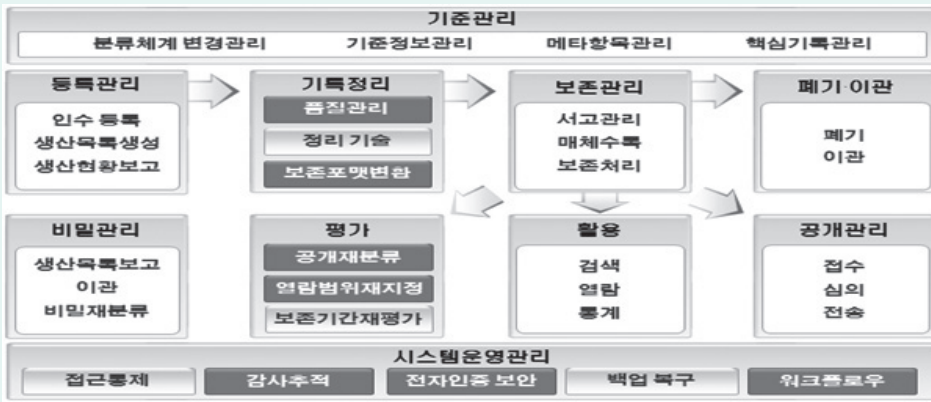 기준관리
분류체계 변경관리 기준정보관리 메타항목관리 핵심기록관리
등록관리
인수 등록
생산목록생성
생산현황보고
기록정리
품질관리
정리 기술
보존포맷변환
보존관리
서고관리
매체수록
보존처리
폐기·이관
폐기
이관
비밀관리
생산목록보고
이관
비밀재분류
평가
공개재분류
열람범위재지정
보존기간재평가
활용
검색
열람
통계
공개관리
접수
심의
전송
시스템운영관리
접근통제 감사추적 전자인증 보안 백업 복구 워크플로우